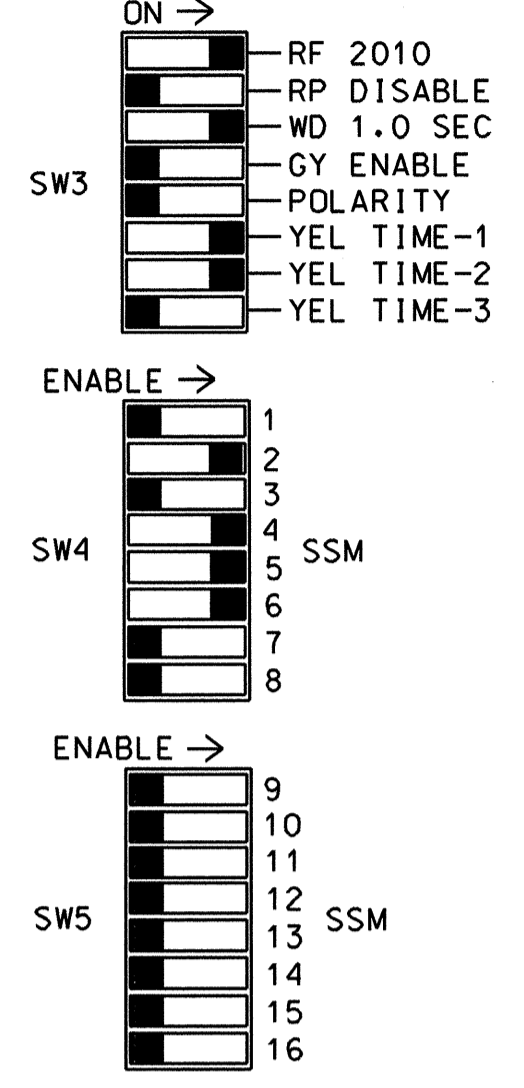 ON →
RF 2010
RP DISABLE
WD 1.0 SEC
GY ENABLE
SW3
POLARITY
YEL TIME-1
YEL TIME-2
YEL TIME-3
ENABLE →
1
2
3
4
SW4
SSM
5
6
7
8
ENABLE →
9
10
11
12
SW5
SSM
13
14
15
16